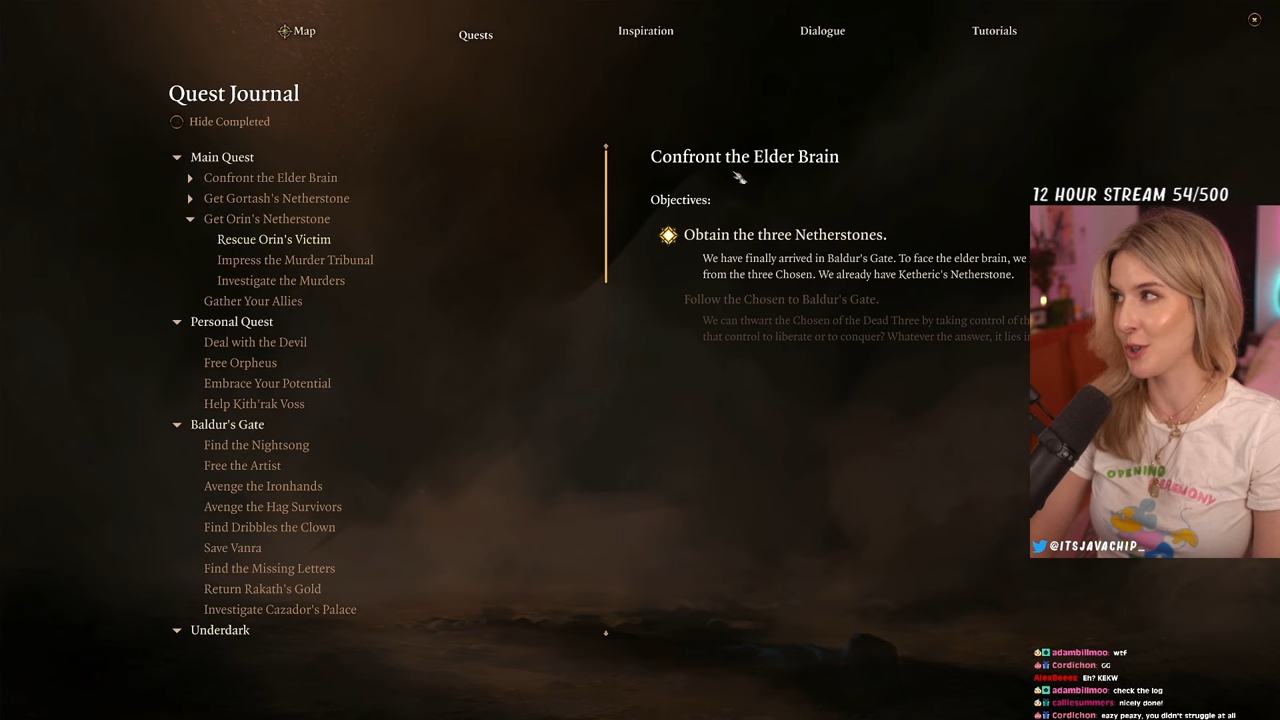 Map
Quests
Inspiration
Dialogue
Tutorials
Quest Journal
Hide Completed
Main Quest
Confront the Elder Brain
Get Gortash's Netherstone
Get Orin's Netherstone
Rescue Orin's Victim
Impress the Murder Tribunal
Investigate the Murders
Gather Your Allies
Personal Quest
Deal with the Devil
Free Orpheus
Embrace Your Potential
Help Kith'rak Voss
Baldur's Gate
Find the Nightsong
Free the Artist
Avenge the Ironhands
Avenge the Hag Survivors
Find Dribbles the Clown
Save Vanra
Find the Missing Letters
Return Rakath's Gold
Investigate Cazador's Palace
Underdark
Confront the Elder Brain
Objectives:
Obtain the three Netherstones.
We have finally arrived in Baldur's Gate. To face the elder brain, we
from the three Chosen. We already have Ketheric's Netherstone.
Follow the Chosen to Baldur's Gate.
We can thwart the Chosen of the Dead Three by taking control of
that control to liberate or to conquer? Whatever the answer, it lies
12 HOUR STREAM 54/500
OPENING
CEREMONY
@ITSJAVACHIP_
adambillmoo: wtf
Cordichon: GG
AlexBeeez: Eh? KEKW
adambillmoo: check the log
calliesummers: nicely done!
Cordichon: eazy peazy, you didn't struggle at all